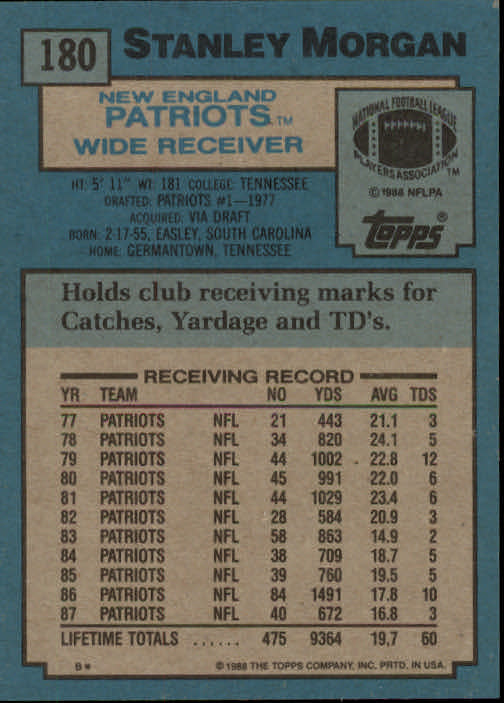 180 STANLEY MORGAN
NEW ENGLAND
PATRIOTS™
WIDE RECEIVER
NATIONAL FOOTBALL LEAGUE
PLAYERS ASSOCIATION™
© 1988 NFLPA
Topps®
HT: 5' 11" WT: 181 COLLEGE: TENNESSEE
DRAFTED: PATRIOTS #1—1977
ACQUIRED: VIA DRAFT
BORN: 2-17-55, EASLEY, SOUTH CAROLINA
HOME: GERMANTOWN, TENNESSEE
Holds club receiving marks for
Catches, Yardage and TD's.
RECEIVING RECORD
YR TEAM NO YDS AVG TDS
77 PATRIOTS NFL 21 443 21.1 3
78 PATRIOTS NFL 34 820 24.1 5
79 PATRIOTS NFL 44 1002 22.8 12
80 PATRIOTS NFL 45 991 22.0 6
81 PATRIOTS NFL 44 1029 23.4 6
82 PATRIOTS NFL 28 584 20.9 3
83 PATRIOTS NFL 58 863 14.9 2
84 PATRIOTS NFL 38 709 18.7 5
85 PATRIOTS NFL 39 760 19.5 5
86 PATRIOTS NFL 84 1491 17.8 10
87 PATRIOTS NFL 40 672 16.8 3
LIFETIME TOTALS ...... 475 9364 19.7 60
B* © 1988 THE TOPPS COMPANY, INC. PRTD. IN USA.